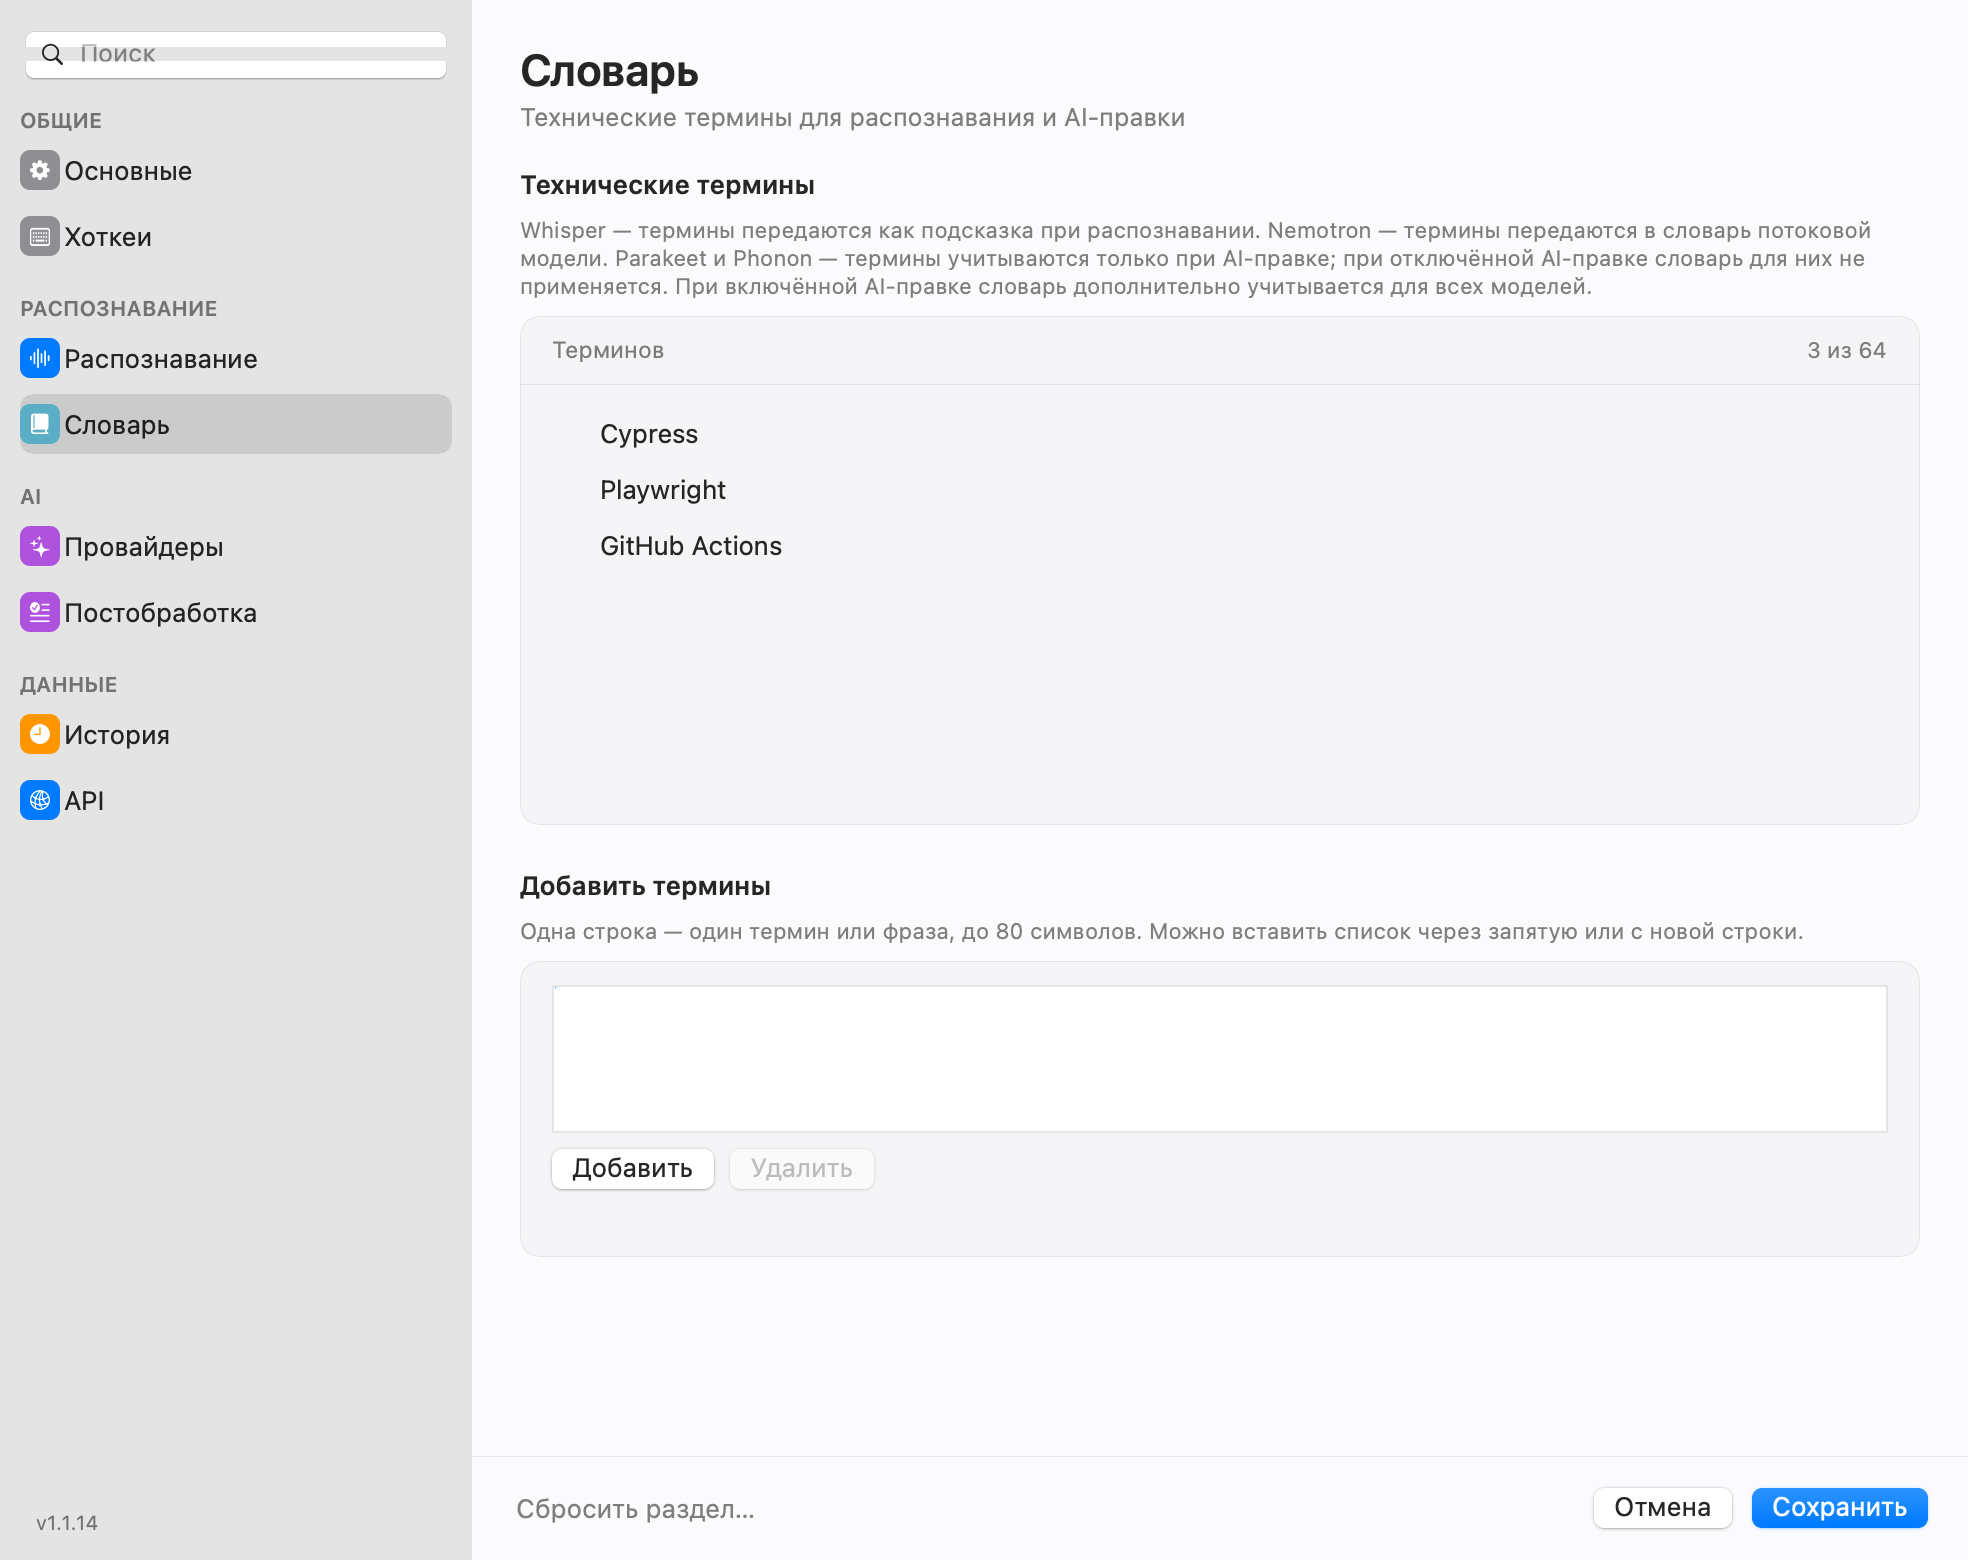 Поиск
ОБЩИЕ
Основные
Хоткеи
РАСПОЗНАВАНИЕ
Распознавание
Словарь
AI
Провайдеры
Постобработка
ДАННЫЕ
История
API
v1.1.14
Словарь
Технические термины для распознавания и AI-правки
Технические термины
Whisper — термины передаются как подсказка при распознавании. Nemotron — термины передаются в словарь потоковой
модели. Parakeet и Phonon — термины учитываются только при AI-правке; при отключённой AI-правке словарь для них не
применяется. При включённой AI-правке словарь дополнительно учитывается для всех моделей.
Терминов 3 из 64
Cypress
Playwright
GitHub Actions
Добавить термины
Одна строка — один термин или фраза, до 80 символов. Можно вставить список через запятую или с новой строки.
Добавить Удалить
Сбросить раздел... Отмена Сохранить